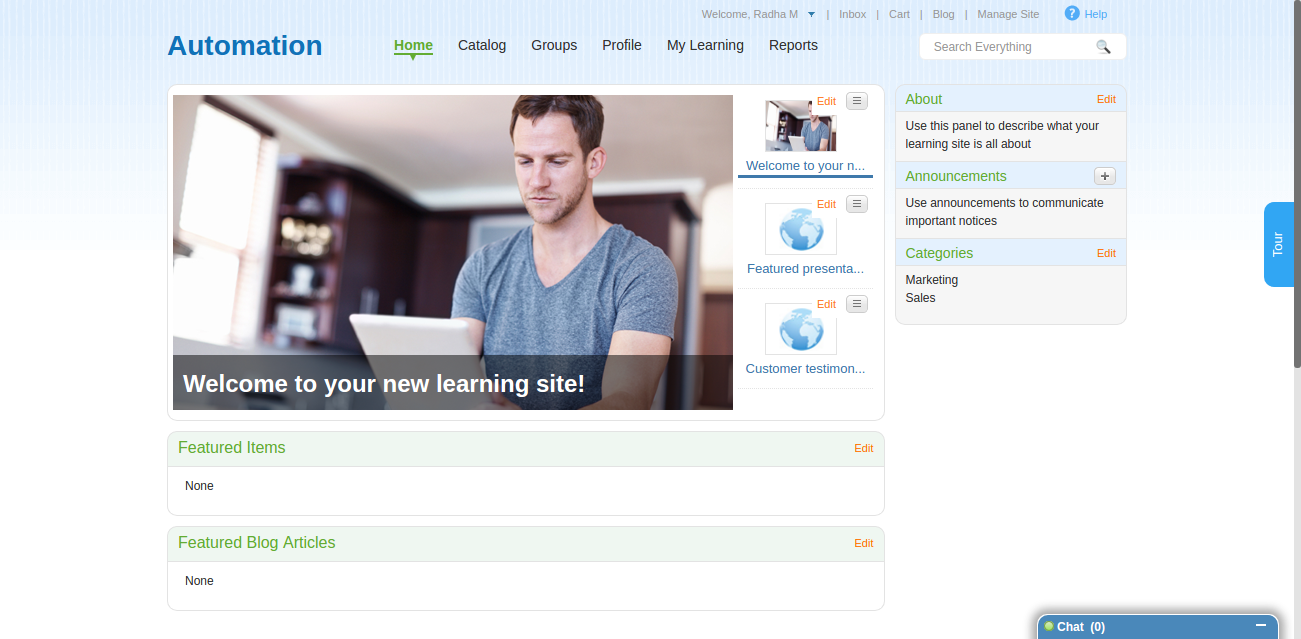 Welcome, Radha M | Inbox | Cart | Blog | Manage Site ? Help
Automation
Home Catalog Groups Profile My Learning Reports
Search Everything
Welcome to your new learning site!
Edit
Welcome to your n...
Edit
Featured presenta...
Edit
Customer testimon...
About Edit
Use this panel to describe what your
learning site is all about
Announcements +
Use announcements to communicate
important notices
Categories Edit
Marketing
Sales
Tour
Featured Items Edit
None
Featured Blog Articles Edit
None
Chat (0)